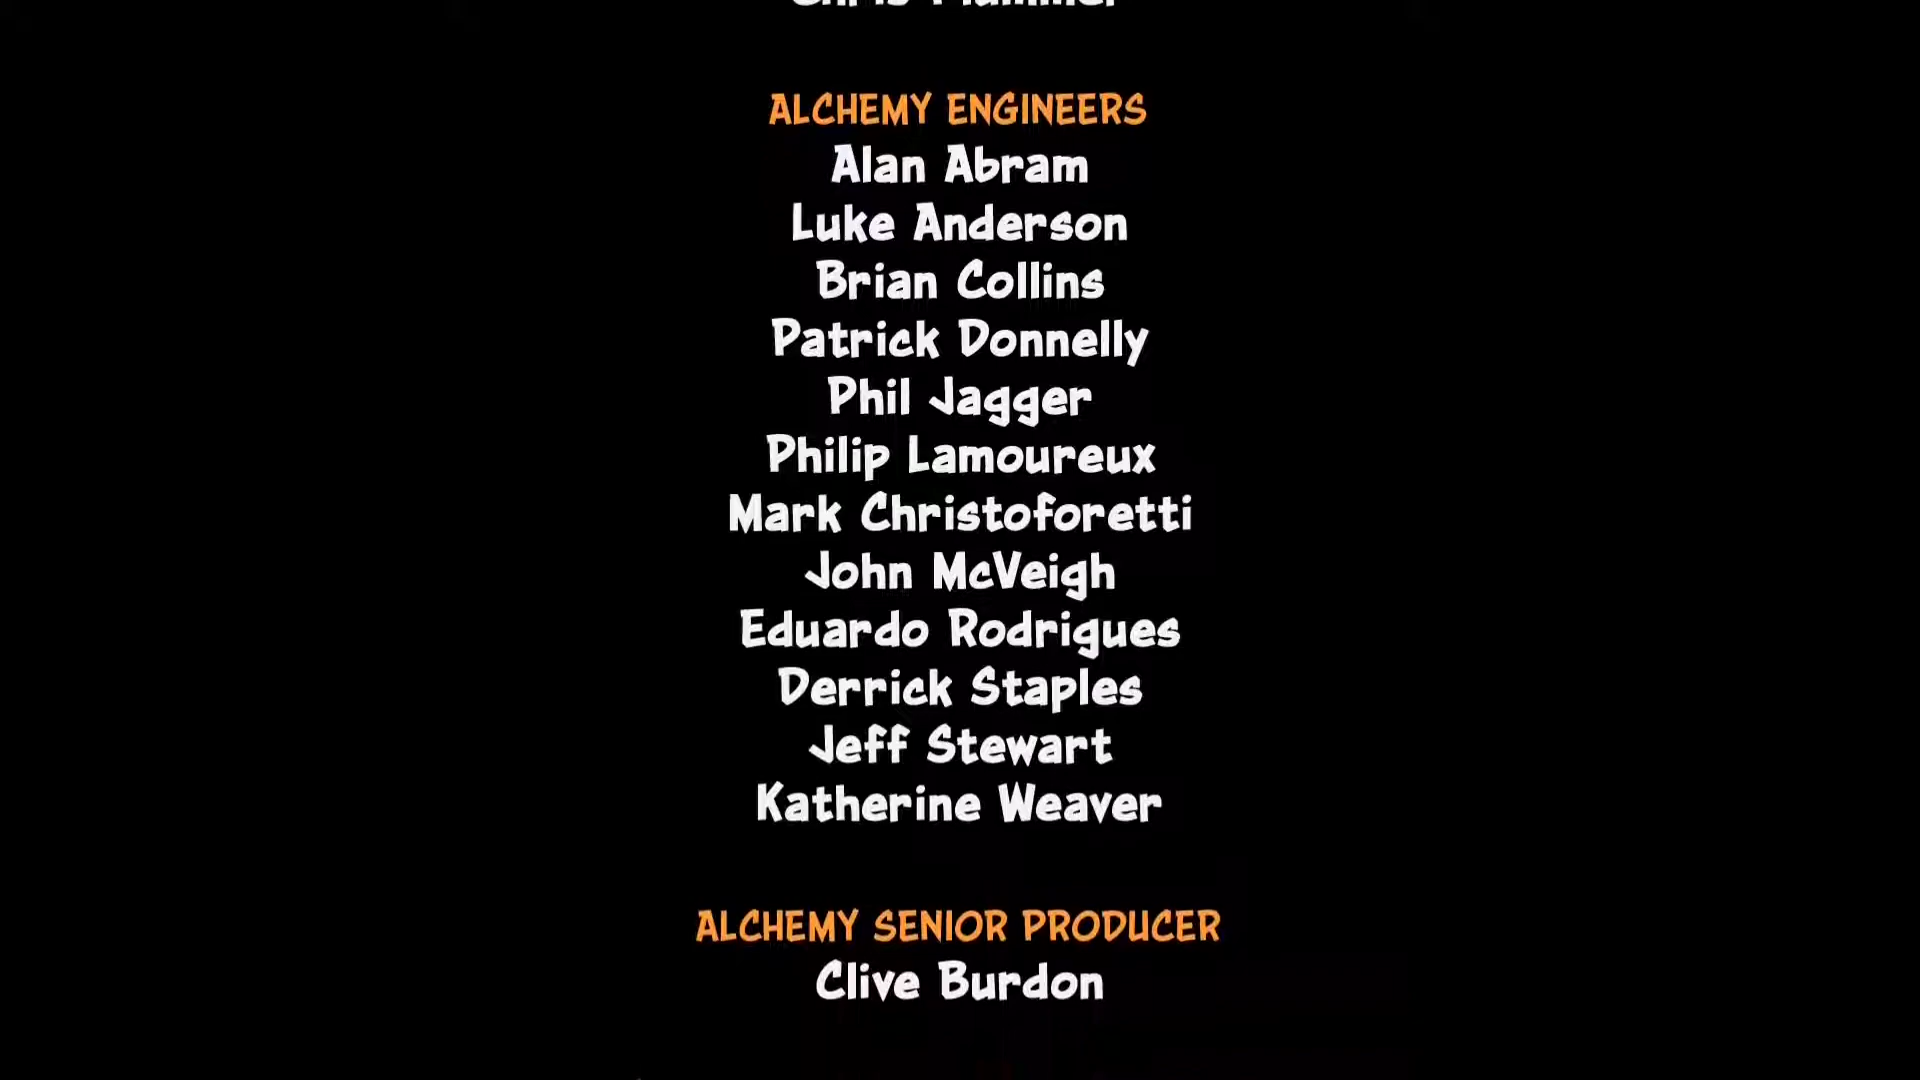 ALCHEMY ENGINEERS
Alan Abram
Luke Anderson
Brian Collins
Patrick Donnelly
Phil Jagger
Philip Lamoureux
Mark Christoforetti
John McVeigh
Eduardo Rodrigues
Derrick Staples
Jeff Stewart
Katherine Weaver
ALCHEMY SENIOR PRODUCER
Clive Burdon